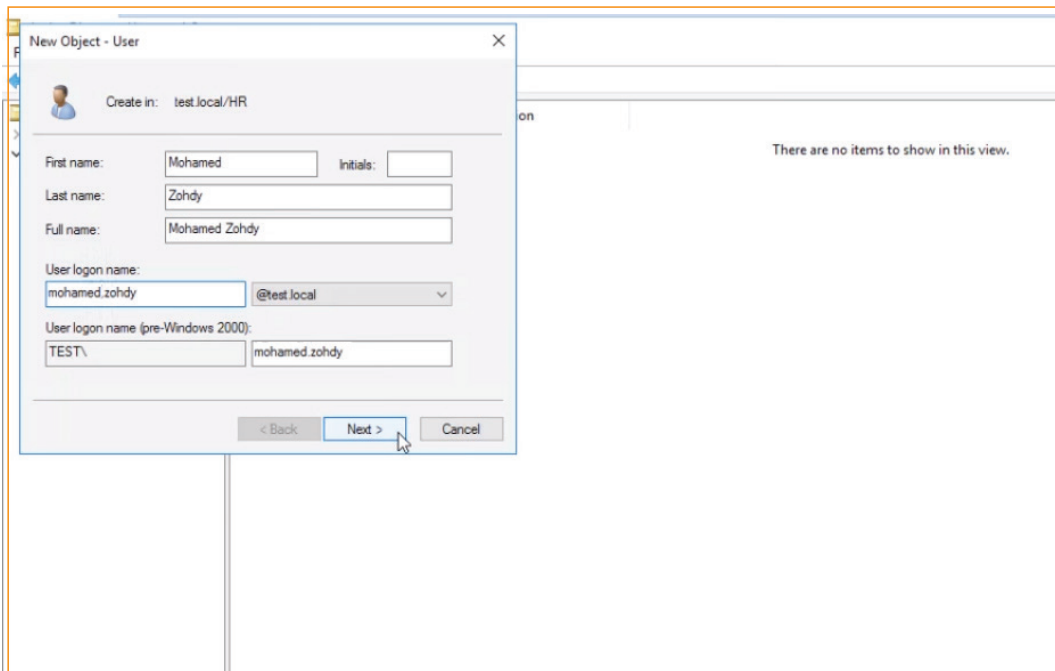 New Object - User
F
Create in: test.local/HR
on
There are no items to show in this view.
First name: Mohamed Initials:
Last name: Zohdy
Full name: Mohamed Zohdy
User logon name:
mohamed.zohdy @test.local
User logon name (pre-Windows 2000):
TEST\ mohamed.zohdy
< Back Next > Cancel